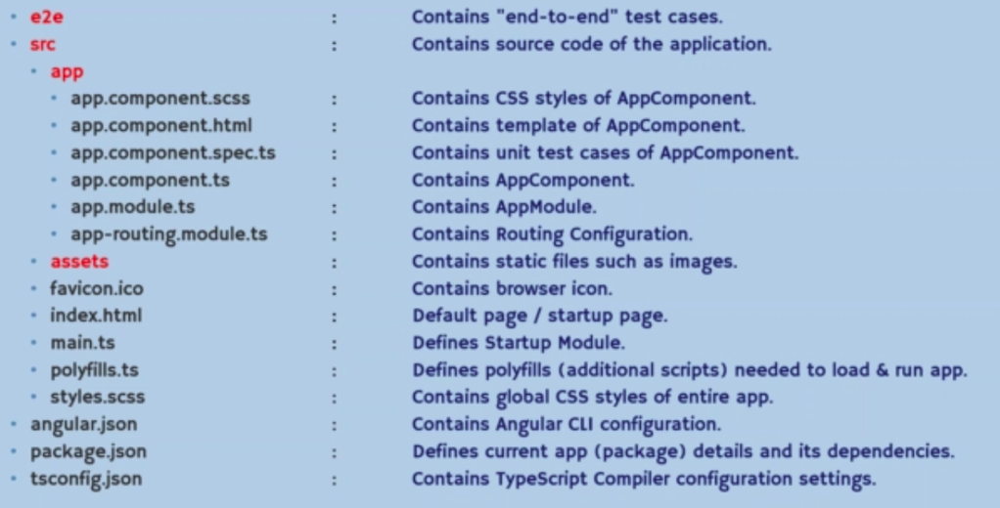 • e2e : Contains "end-to-end" test cases.
• src : Contains source code of the application.
• app
• app.component.scss : Contains CSS styles of AppComponent.
• app.component.html : Contains template of AppComponent.
• app.component.spec.ts : Contains unit test cases of AppComponent.
• app.component.ts : Contains AppComponent.
• app.module.ts : Contains AppModule.
• app-routing.module.ts : Contains Routing Configuration.
• assets : Contains static files such as images.
• favicon.ico : Contains browser icon.
• index.html : Default page / startup page.
• main.ts : Defines Startup Module.
• polyfills.ts : Defines polyfills (additional scripts) needed to load & run app.
• styles.scss : Contains global CSS styles of entire app.
• angular.json : Contains Angular CLI configuration.
• package.json : Defines current app (package) details and its dependencies.
• tsconfig.json : Contains TypeScript Compiler configuration settings.